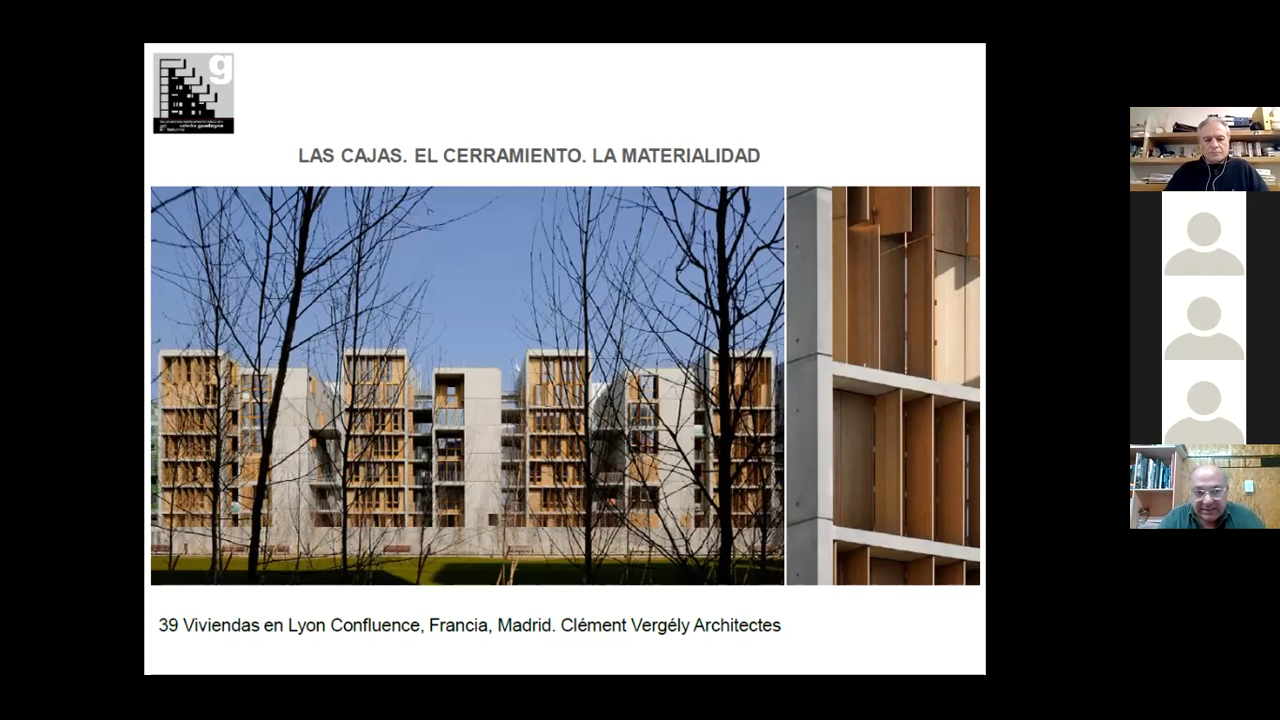 g
LAS CAJAS. EL CERRAMIENTO. LA MATERIALIDAD
39 Viviendas en Lyon Confluence, Francia, Madrid. Clément Vergély Architectes